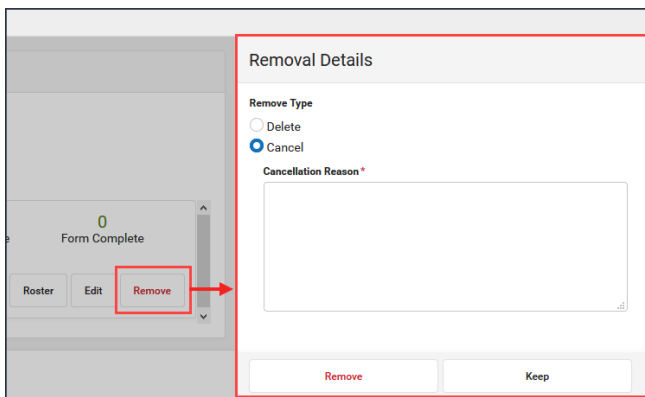 Removal Details
Remove Type
Delete
Cancel
Cancellation Reason *
0
e Form Complete
Roster Edit Remove
Remove Keep